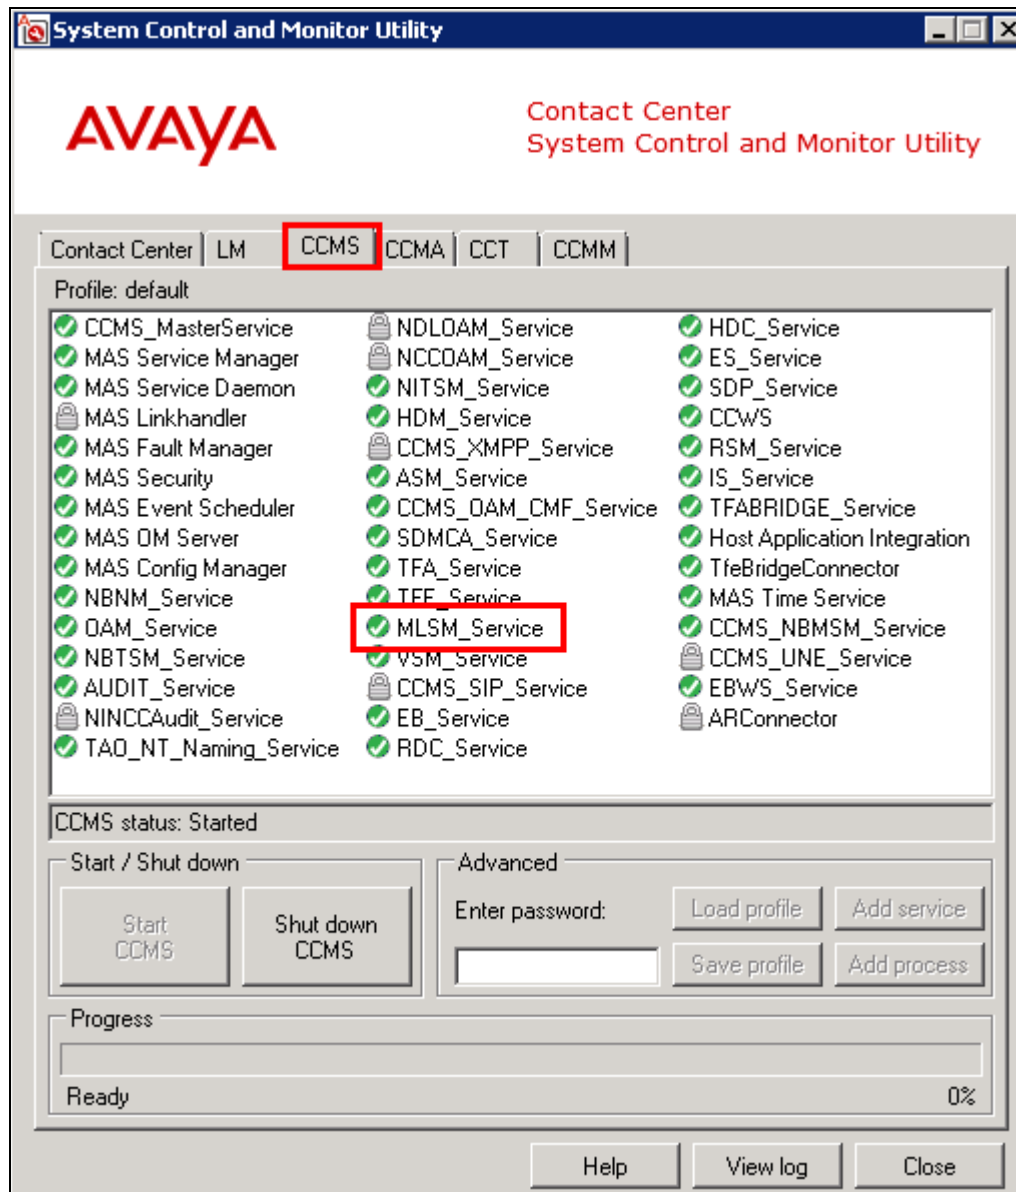 System Control and Monitor Utility
AVAYA
Contact Center
System Control and Monitor Utility
Contact Center LM CCMS CCMA CCT CCMM
Profile: default
CCMS_MasterService
MAS Service Manager
MAS Service Daemon
MAS Linkhandler
MAS Fault Manager
MAS Security
MAS Event Scheduler
MAS OM Server
MAS Config Manager
NBNM_Service
OAM_Service
NBTSM_Service
AUDIT_Service
NINCCAudit_Service
TAO_NT_Naming_Service
NDLOAM_Service
NCCOAM_Service
NITSM_Service
HDM_Service
CCMS_XMPP_Service
ASM_Service
CCMS_OAM_CMF_Service
SDMCA_Service
TFA_Service
TFE_Service
MLSM_Service
VSM_Service
CCMS_SIP_Service
EB_Service
RDC_Service
HDC_Service
ES_Service
SDP_Service
CCWS
RSM_Service
IS_Service
TFABRIDGE_Service
Host Application Integration
TfeBridgeConnector
MAS Time Service
CCMS_NBMSM_Service
CCMS_UNE_Service
EBWS_Service
ARConnector
CCMS status: Started
Start / Shut down
Start
CCMS
Shut down
CCMS
Advanced
Enter password:
Load profile
Add service
Save profile
Add process
Progress
Ready 0%
Help View log Close